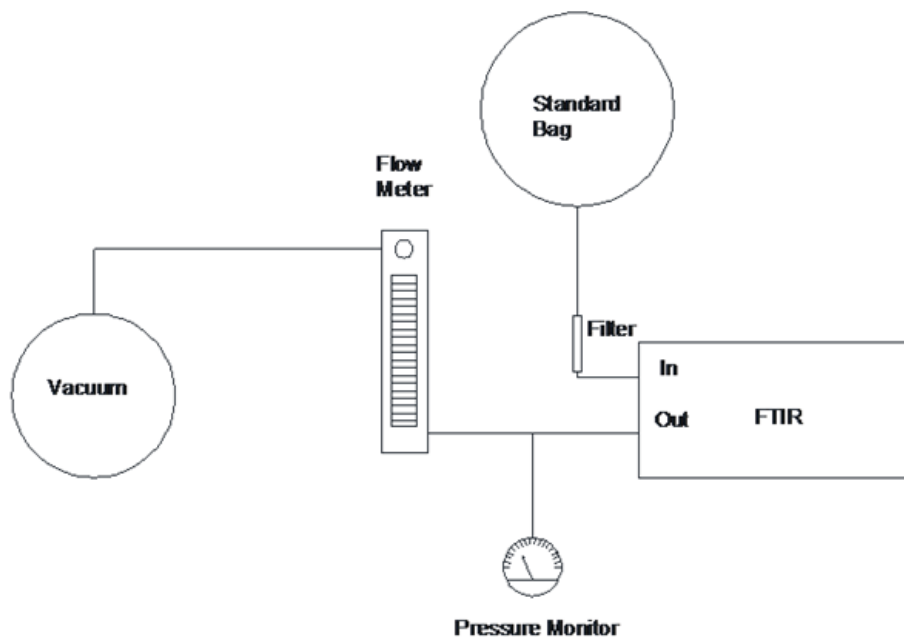 Standard
Bag
Flow
Meter
Filter
Vacuum
In
Out
FTIR
Pressure Monitor